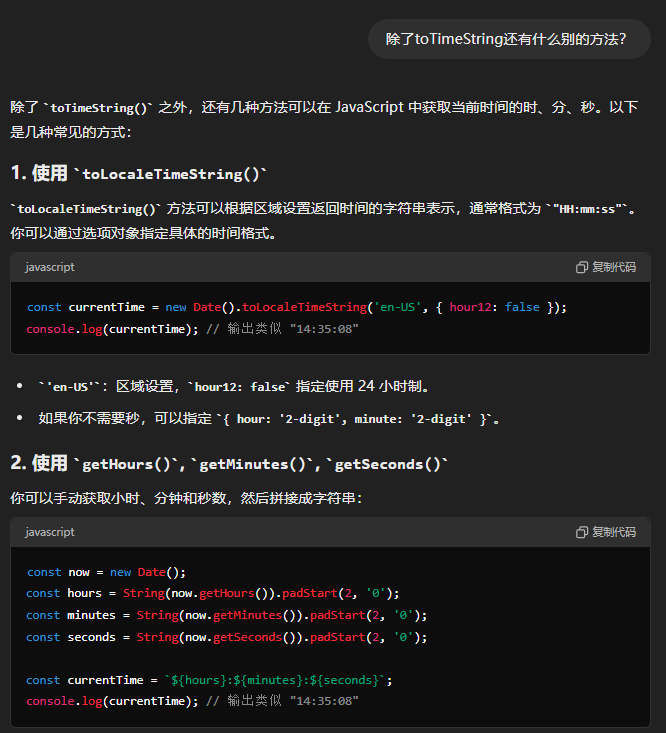 除了toTimeString还有什么别的方法？
除了 `toTimeString()` 之外，还有几种方法可以在 JavaScript 中获取当前时间的时、分、秒。以下
是几种常见的方式：
1. 使用 `toLocaleTimeString()`
`toLocaleTimeString()` 方法可以根据区域设置返回时间的字符串表示，通常格式为 `"HH:mm:ss"`。
你可以通过选项对象指定具体的时间格式。
javascript 复制代码
const currentTime = new Date().toLocaleTimeString('en-US', { hour12: false });
console.log(currentTime); // 输出类似 "14:35:08"
• `'en-US'`：区域设置，`hour12: false` 指定使用 24 小时制。
• 如果你不需要秒，可以指定 `{ hour: '2-digit', minute: '2-digit' }`。
2. 使用 `getHours()`, `getMinutes()`, `getSeconds()`
你可以手动获取小时、分钟和秒数，然后拼接成字符串：
javascript 复制代码
const now = new Date();
const hours = String(now.getHours()).padStart(2, '0');
const minutes = String(now.getMinutes()).padStart(2, '0');
const seconds = String(now.getSeconds()).padStart(2, '0');
const currentTime = `${hours}:${minutes}:${seconds}`;
console.log(currentTime); // 输出类似 "14:35:08"